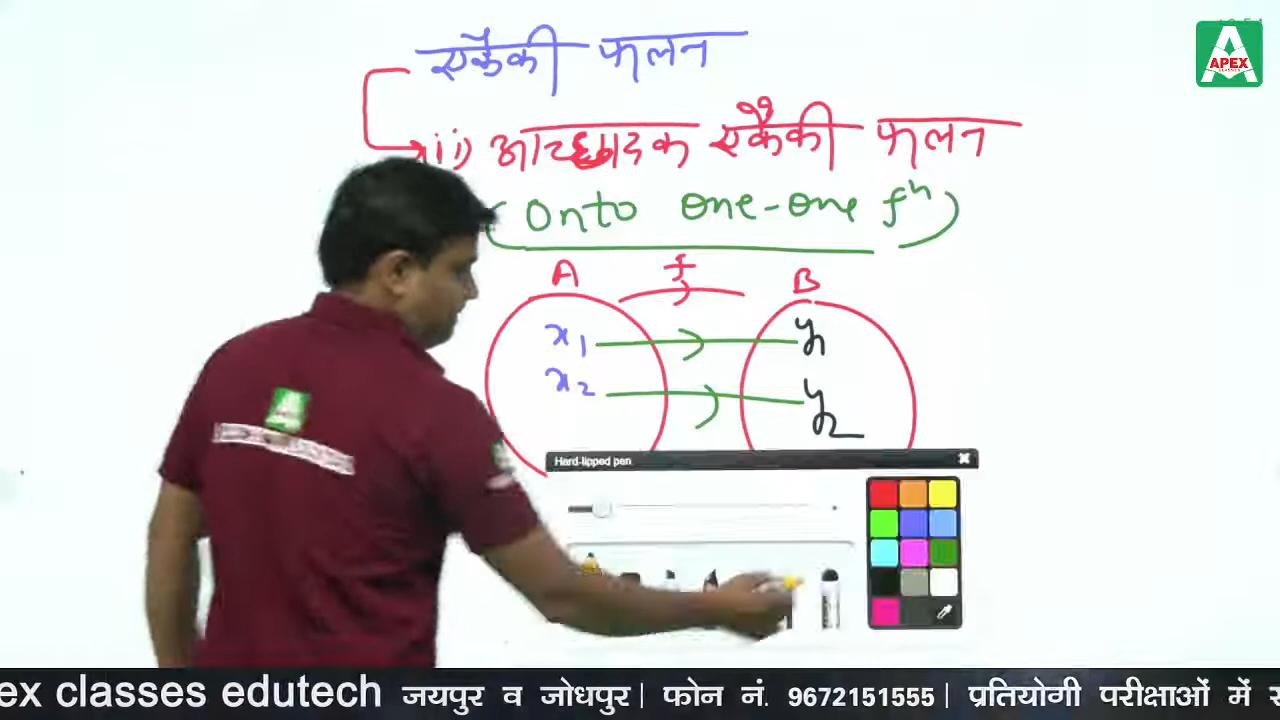 एकैकी फलन
ii) आच्छादक एकैकी फलन
(Onto one-one fⁿ)
A f B
x₁ y₁
x₂ y₂
Hard-tipped pen
APEX
CLASSES
ex classes edutech जयपुर व जोधपुर| फोन नं. 9672151555| प्रतियोगी परीक्षाओं में